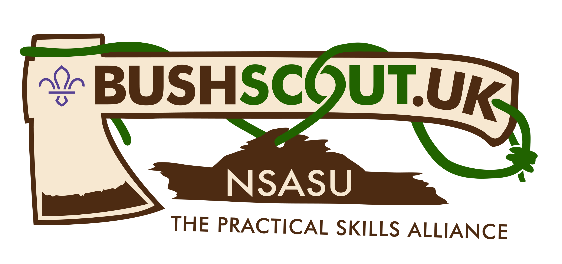 BUSHSCOUT.UK
NSASU
THE PRACTICAL SKILLS ALLIANCE